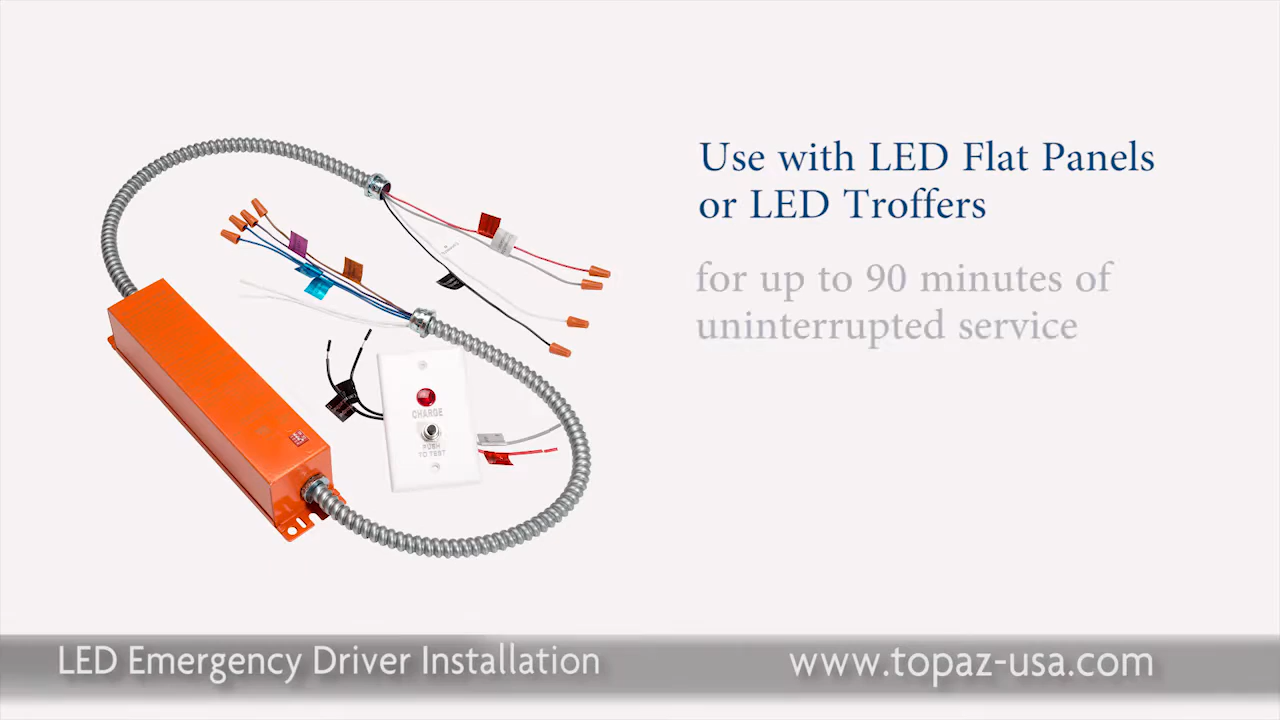 Use with LED Flat Panels
or LED Troffers
for up to 90 minutes of
uninterrupted service
CHARGE
PUSH
TO TEST
LED Emergency Driver Installation
www.topaz-usa.com